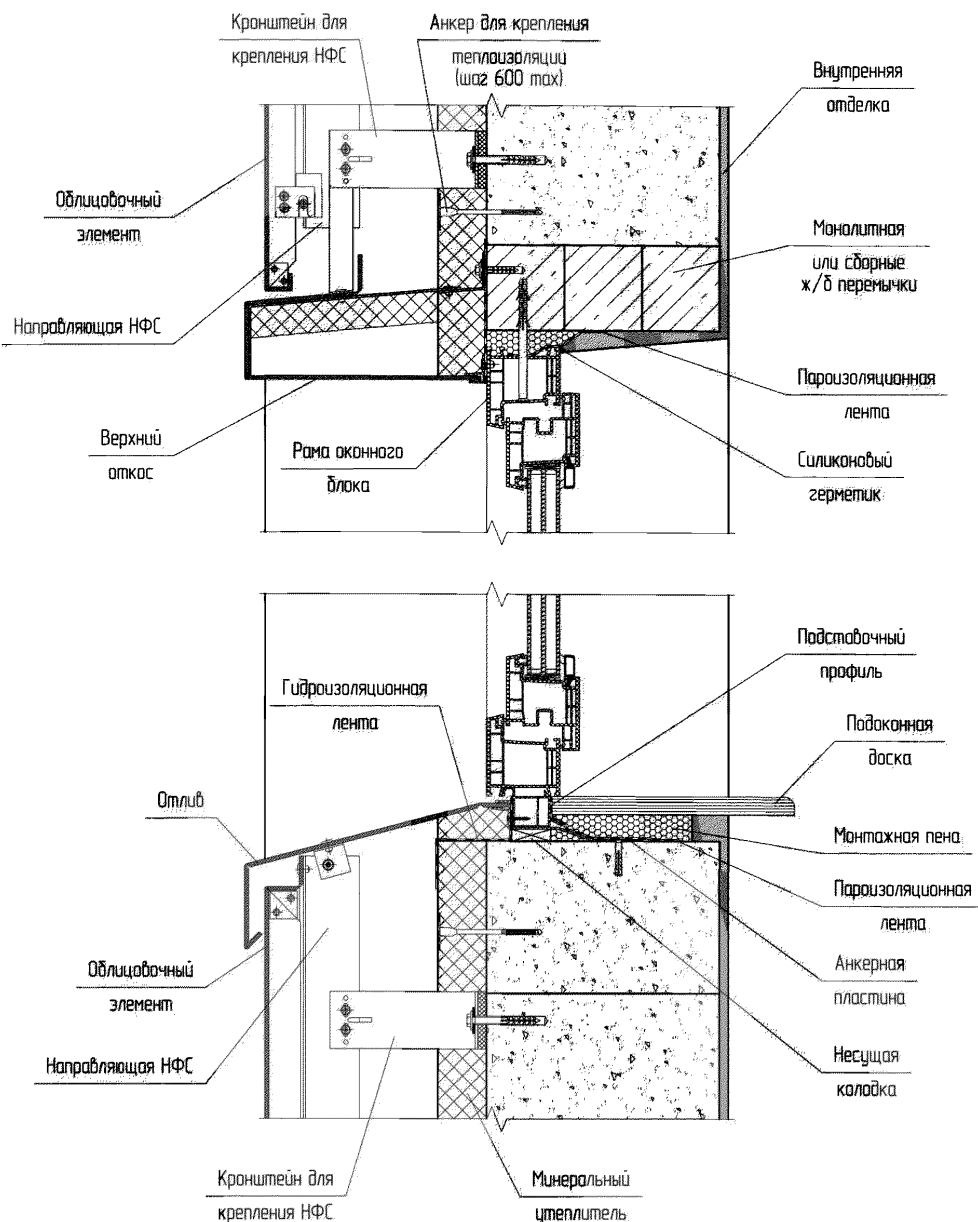 Кронштейн для
крепления НФС
Анкер для крепления
теплоизоляции
(шаг 600 max)
Внутренняя
отделка
Облицовочный
элемент
Монолитная
или сборные
ж/б перемычки
Направляющая НФС
Верхний
откос
Рама оконного
блока
Пароизоляционная
лента
Силиконовый
герметик
Гидроизоляционная
лента
Подставочный
профиль
Подоконная
доска
Отлив
Монтажная пена
Пароизоляционная
лента
Облицовочный
элемент
Анкерная
пластина
Направляющая НФС
Несущая
колодка
Кронштейн для
крепления НФС
Минеральный
утеплитель